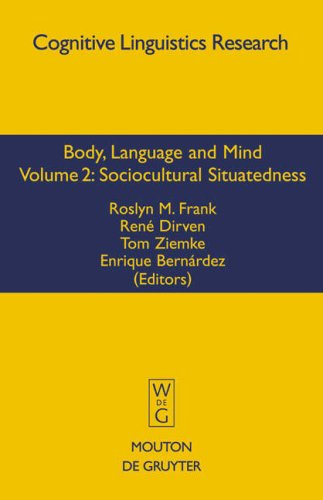 Cognitive Linguistics Research
Body, Language and Mind
Volume 2: Sociocultural Situatedness
Roslyn M. Frank
René Dirven
Tom Ziemke
Enrique Bernárdez
(Editors)
W
DE
G
MOUTON
DE GRUYTER